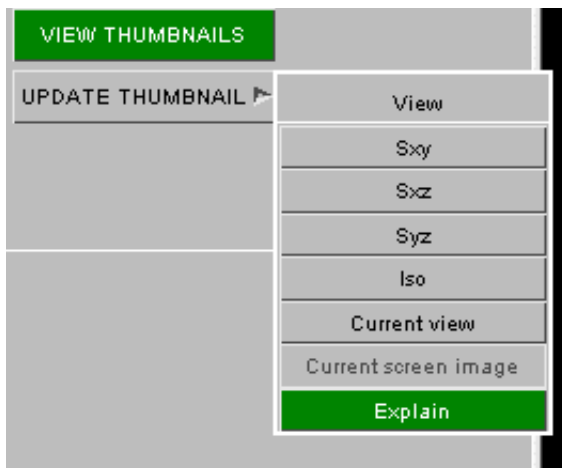 VIEW THUMBNAILS
UPDATE THUMBNAIL
View
Sxy
Sxz
Syz
Iso
Current view
Current screen image
Explain